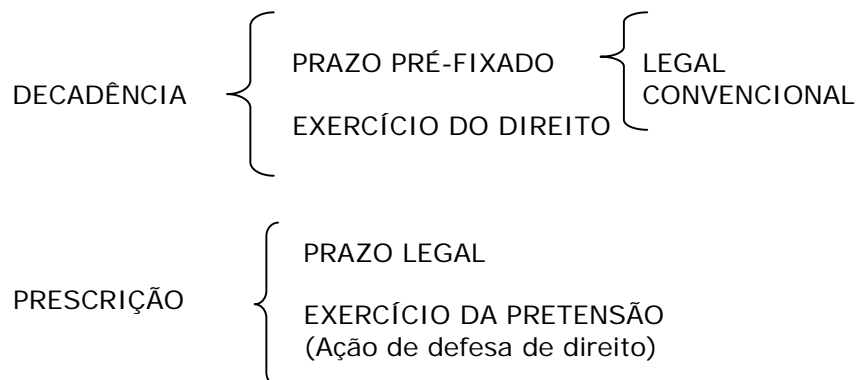 DECADÊNCIA
PRAZO PRÉ-FIXADO
LEGAL
CONVENCIONAL
EXERCÍCIO DO DIREITO
PRESCRIÇÃO
PRAZO LEGAL
EXERCÍCIO DA PRETENSÃO
(Ação de defesa de direito)